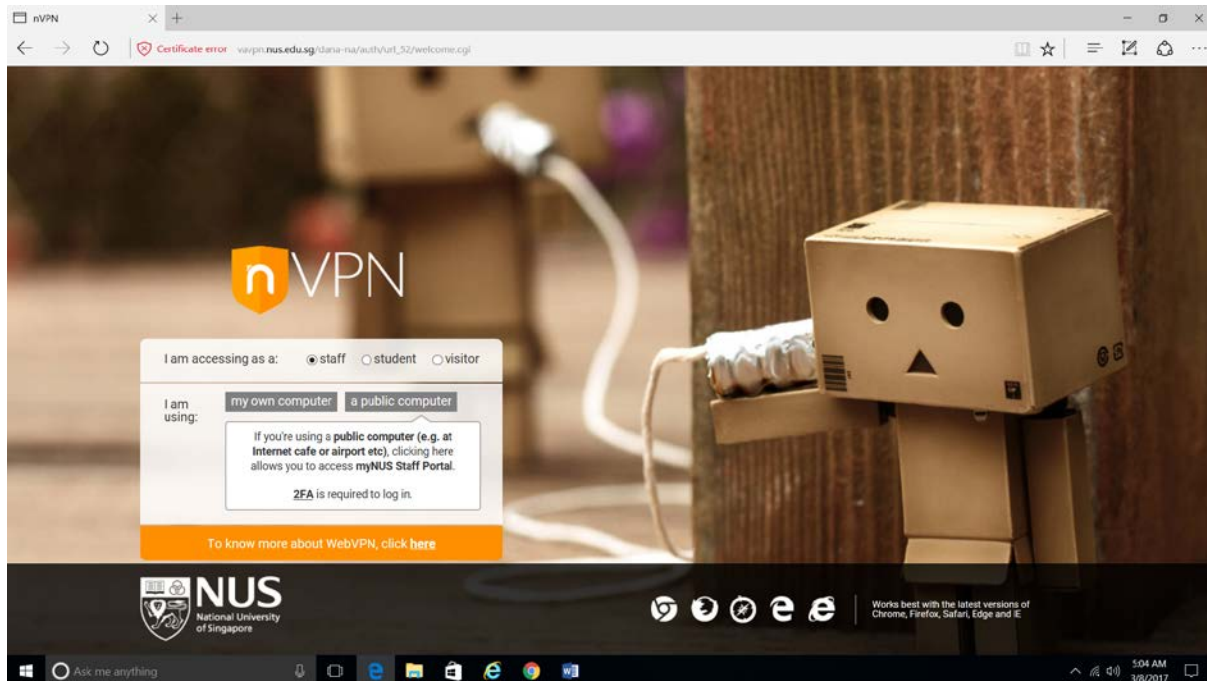 nVPN
Certificate error vavpn.nus.edu.sg/dana-na/auth/url_52/welcome.cgi
nVPN
I am accessing as a: staff student visitor
I am using: my own computer a public computer
If you're using a public computer (e.g. at
Internet cafe or airport etc), clicking here
allows you to access myNUS Staff Portal.
2FA is required to log in.
To know more about WebVPN, click here
NUS
National University
of Singapore
Works best with the latest versions of
Chrome, Firefox, Safari, Edge and IE
Ask me anything
5:04 AM
3/8/2017